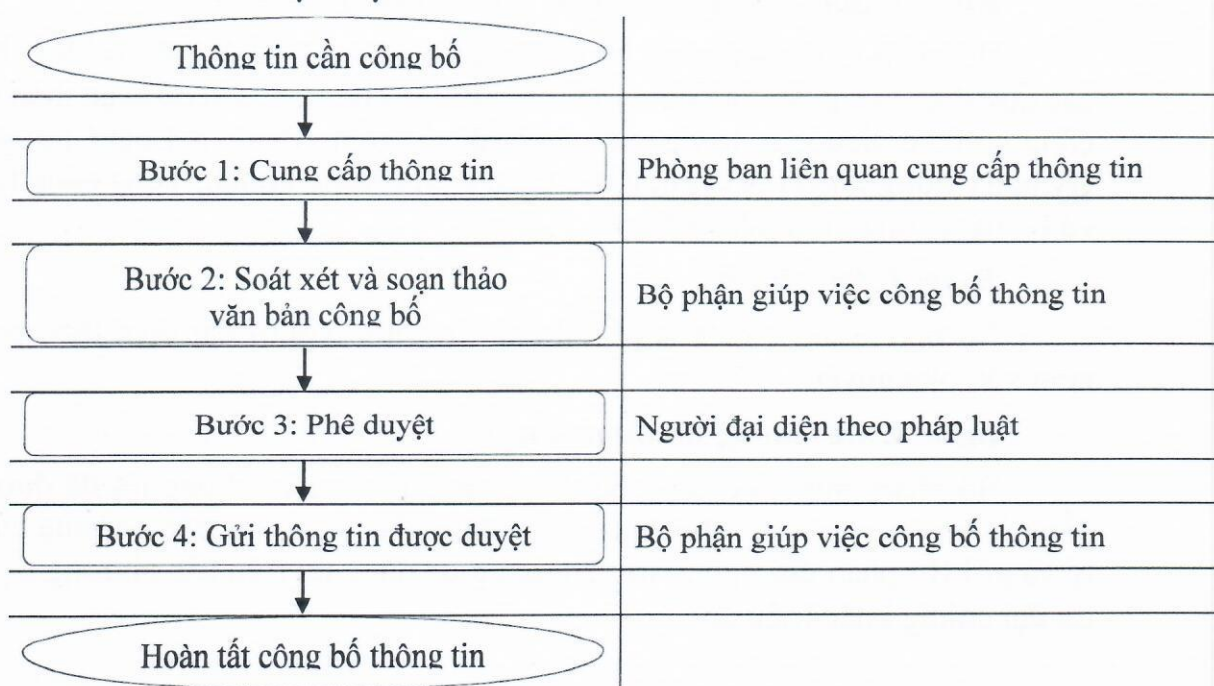 Thông tin cần công bố
Bước 1: Cung cấp thông tin
Phòng ban liên quan cung cấp thông tin
Bước 2: Soát xét và soạn thảo
văn bản công bố
Bộ phận giúp việc công bố thông tin
Bước 3: Phê duyệt
Người đại diện theo pháp luật
Bước 4: Gửi thông tin được duyệt
Bộ phận giúp việc công bố thông tin
Hoàn tất công bố thông tin